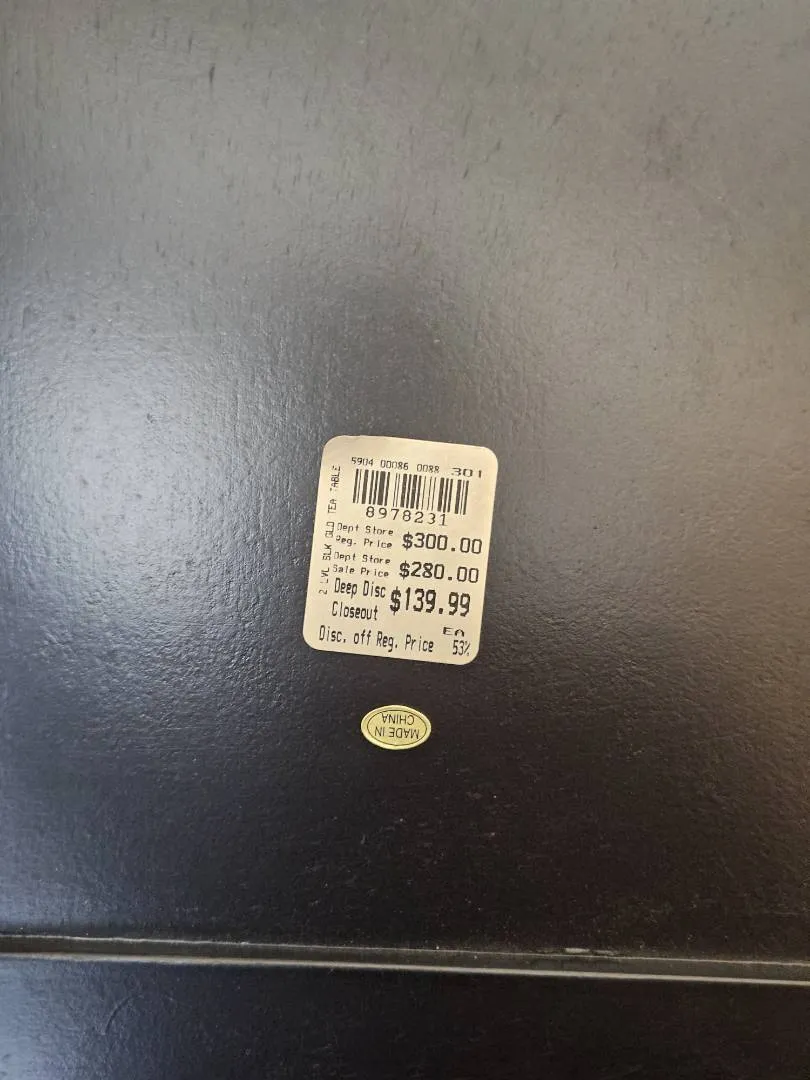 5904 00086 0088 301
8978231
2 LVL BLK GLD TEA TABLE
Dept Store
Reg. Price $300.00
Dept Store
Sale Price $280.00
Deep Disc
Closeout $139.99
EA
Disc. off Reg. Price 53%
MADE IN
CHINA